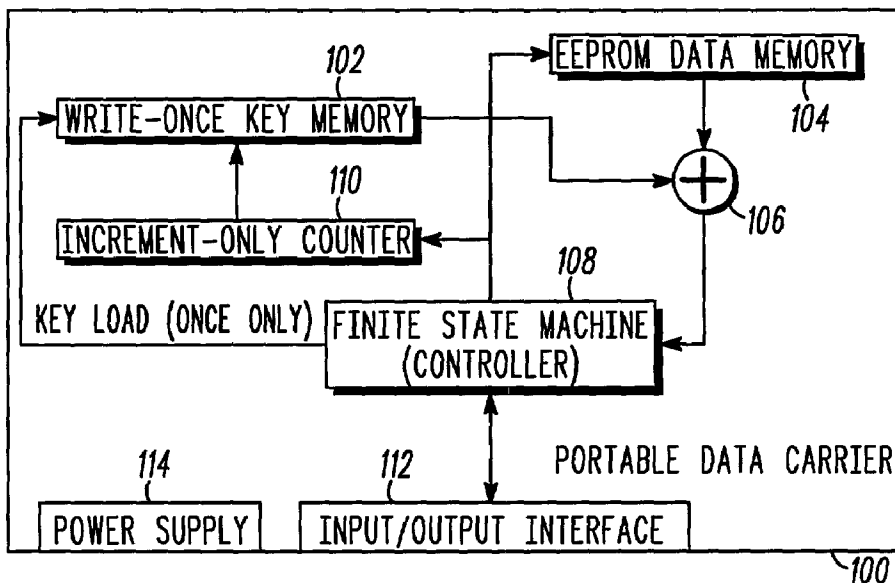 102
EEPROM DATA MEMORY
WRITE-ONCE KEY MEMORY
104
110
106
INCREMENT-ONLY COUNTER
108
KEY LOAD (ONCE ONLY)
FINITE STATE MACHINE
(CONTROLLER)
114
112
PORTABLE DATA CARRIER
POWER SUPPLY
INPUT/OUTPUT INTERFACE
100